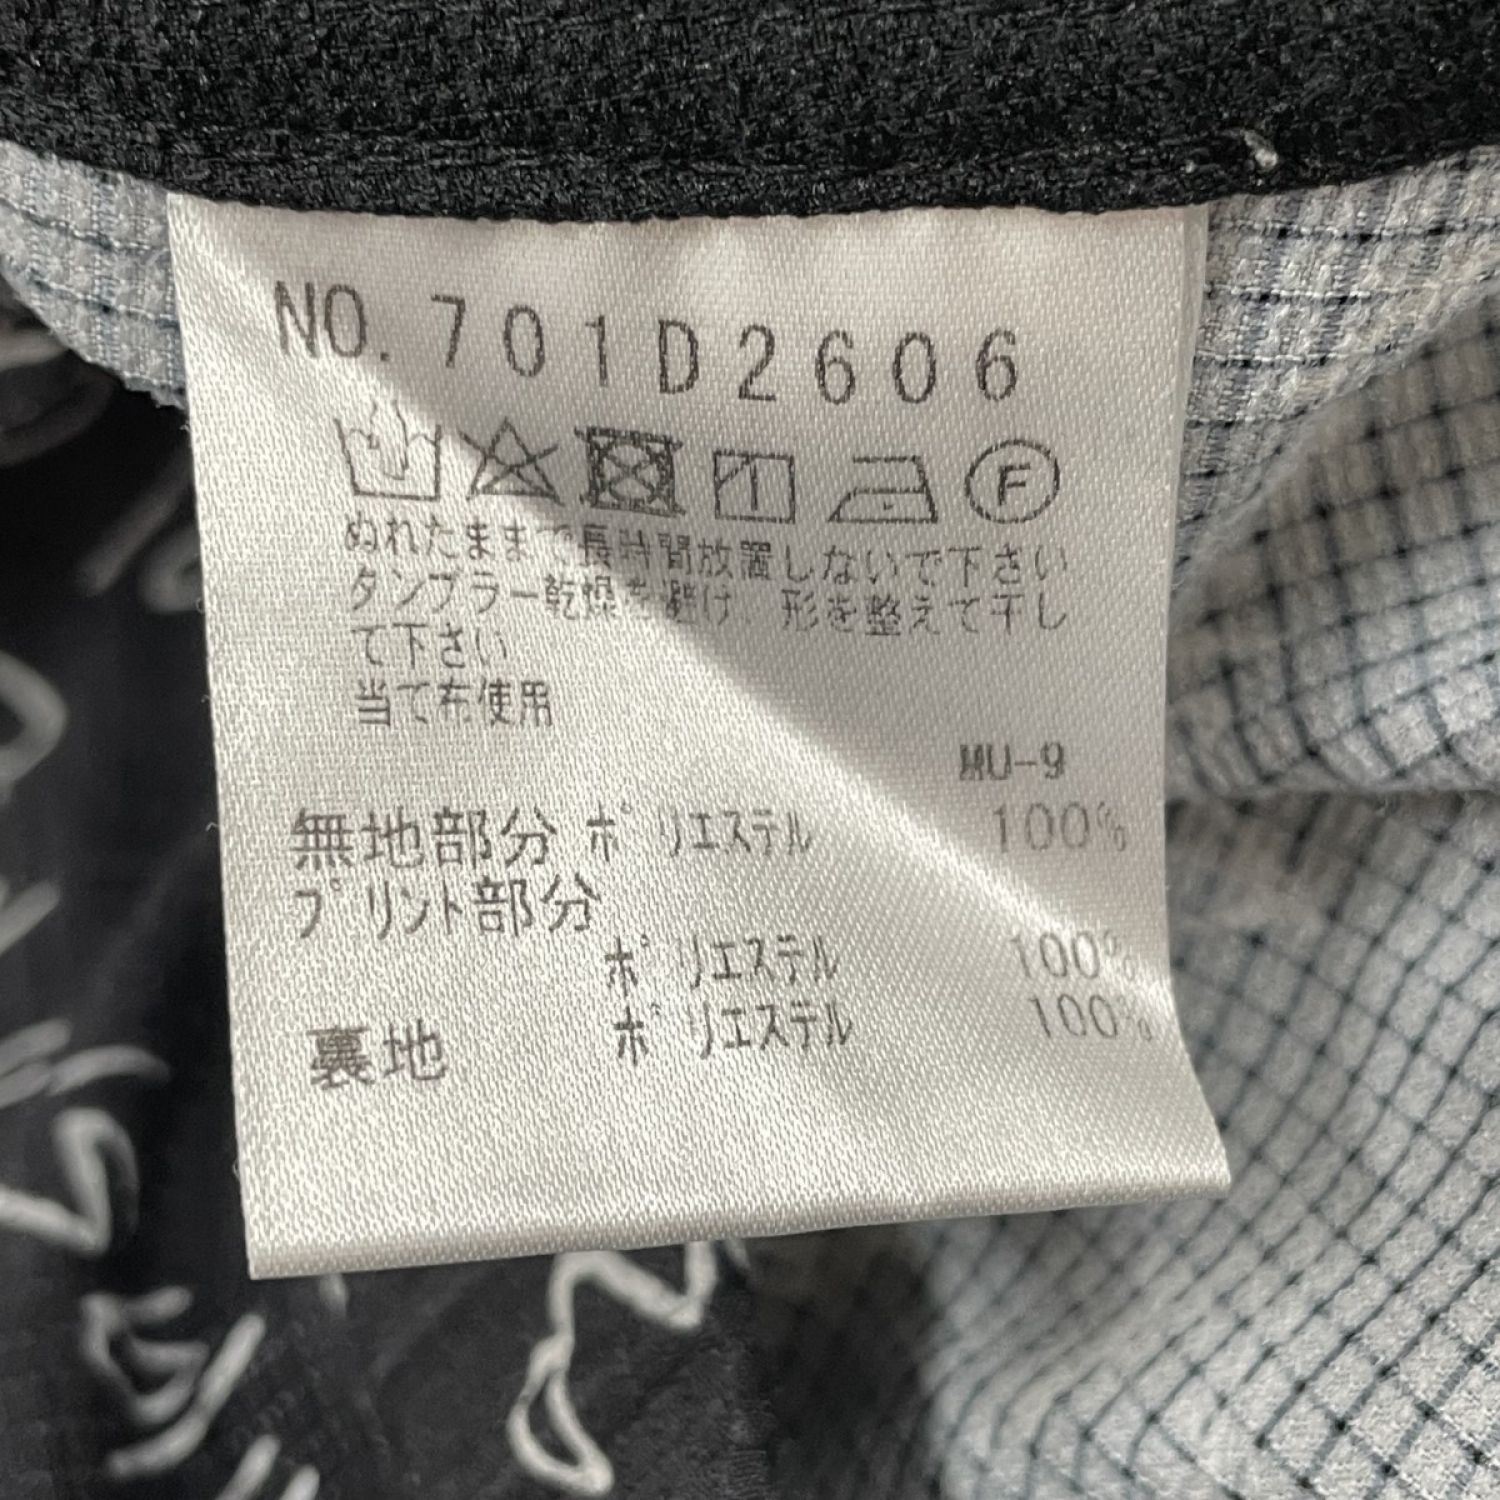 NO. 701D2606
F
ぬれたままで長時間放置しないで下さい
タンブラー乾燥を避け、形を整えて干し
て下さい
当て布使用
MU-9
無地部分 ポリエステル 100%
プリント部分
ポリエステル 100%
裏地 ポリエステル 100%